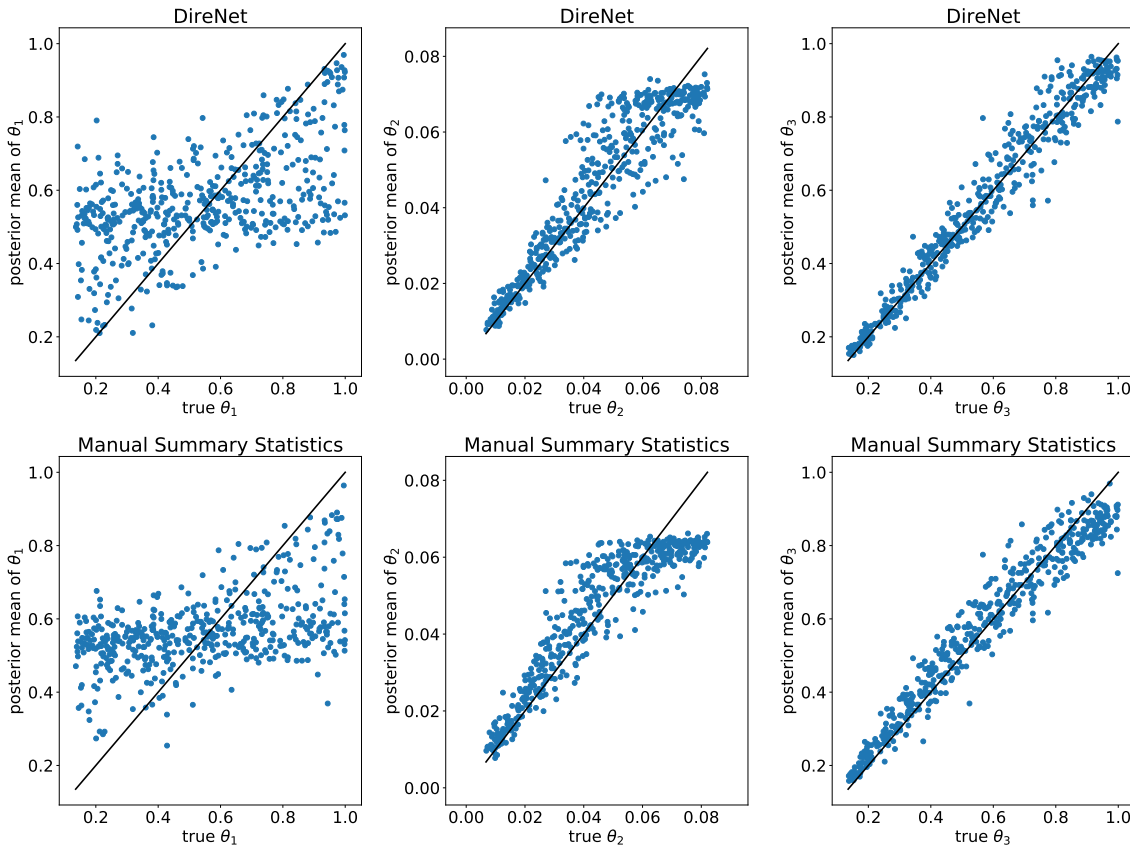 DireNet
DireNet
DireNet
1.0
0.8
0.6
0.4
0.2
posterior mean of θ₁
0.2 0.4 0.6 0.8 1.0
true θ₁
0.08
0.06
0.04
0.02
0.00
posterior mean of θ₂
0.00 0.02 0.04 0.06 0.08
true θ₂
1.0
0.8
0.6
0.4
0.2
posterior mean of θ₃
0.2 0.4 0.6 0.8 1.0
true θ₃
Manual Summary Statistics
Manual Summary Statistics
Manual Summary Statistics
1.0
0.8
0.6
0.4
0.2
posterior mean of θ₁
0.2 0.4 0.6 0.8 1.0
true θ₁
0.08
0.06
0.04
0.02
0.00
posterior mean of θ₂
0.00 0.02 0.04 0.06 0.08
true θ₂
1.0
0.8
0.6
0.4
0.2
posterior mean of θ₃
0.2 0.4 0.6 0.8 1.0
true θ₃